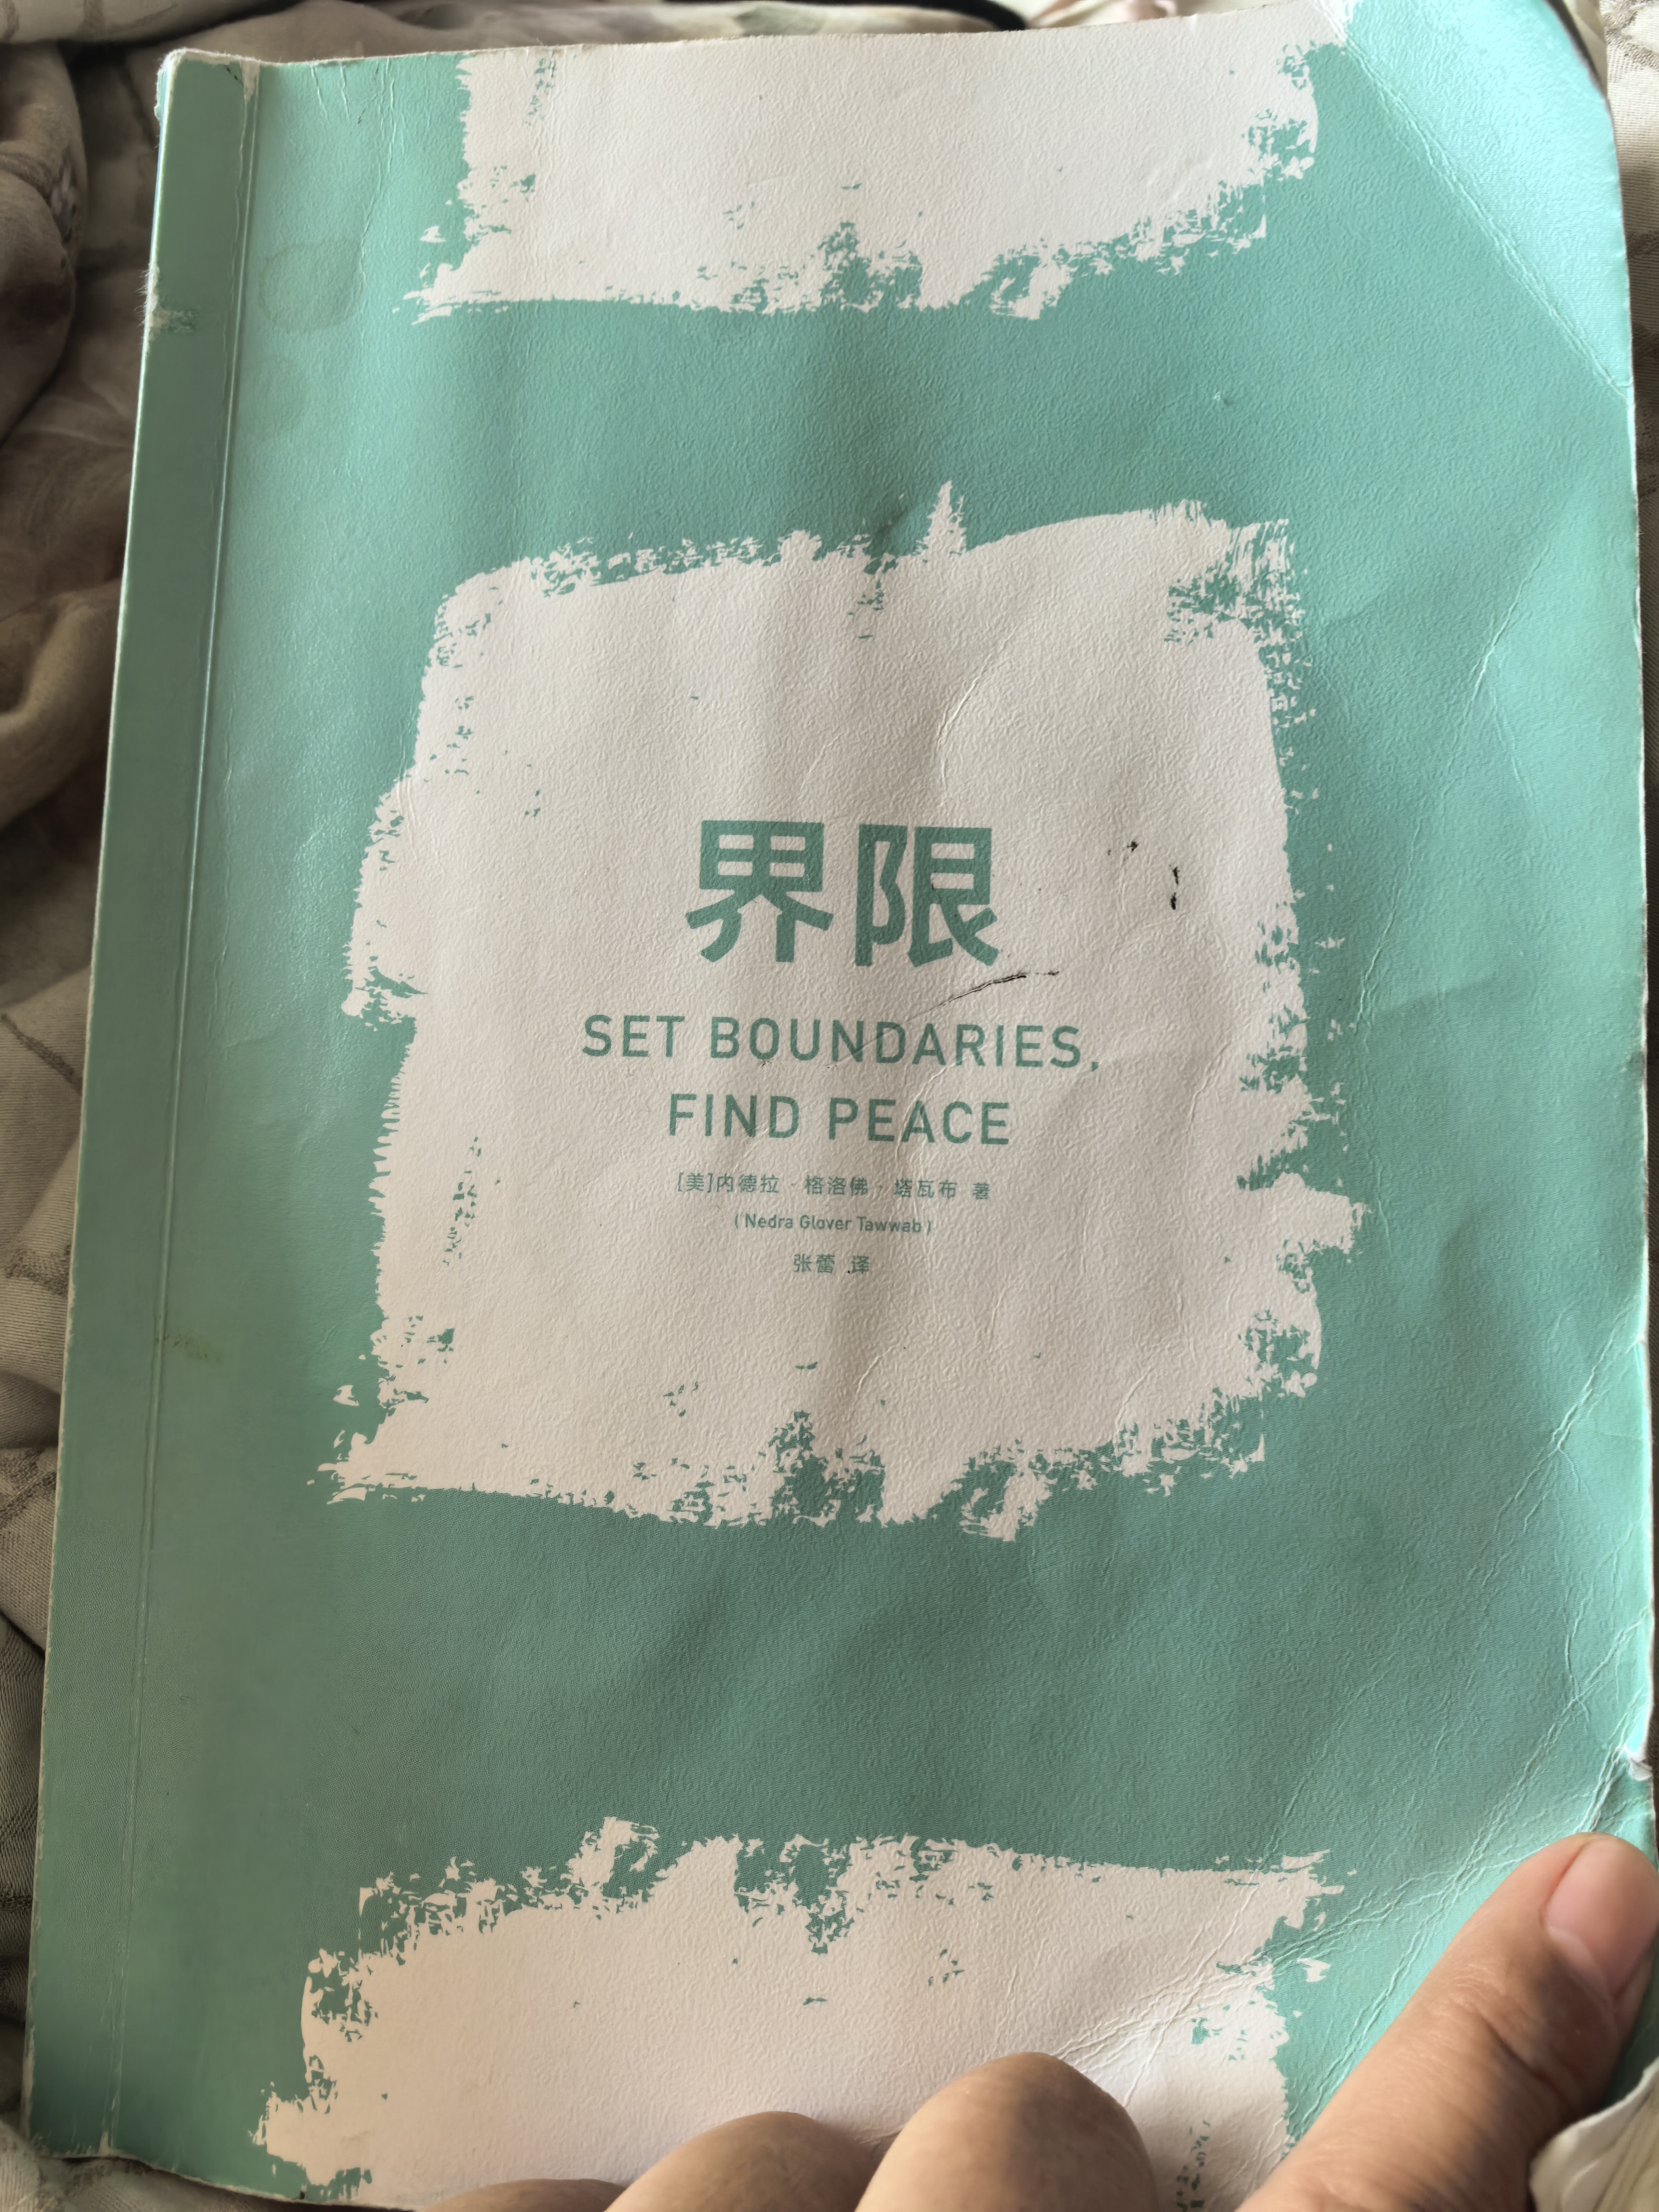 界限
SET BOUNDARIES,
FIND PEACE
[美]内德拉·格洛佛·塔瓦布 著
(Nedra Glover Tawwab)
张蕾 译